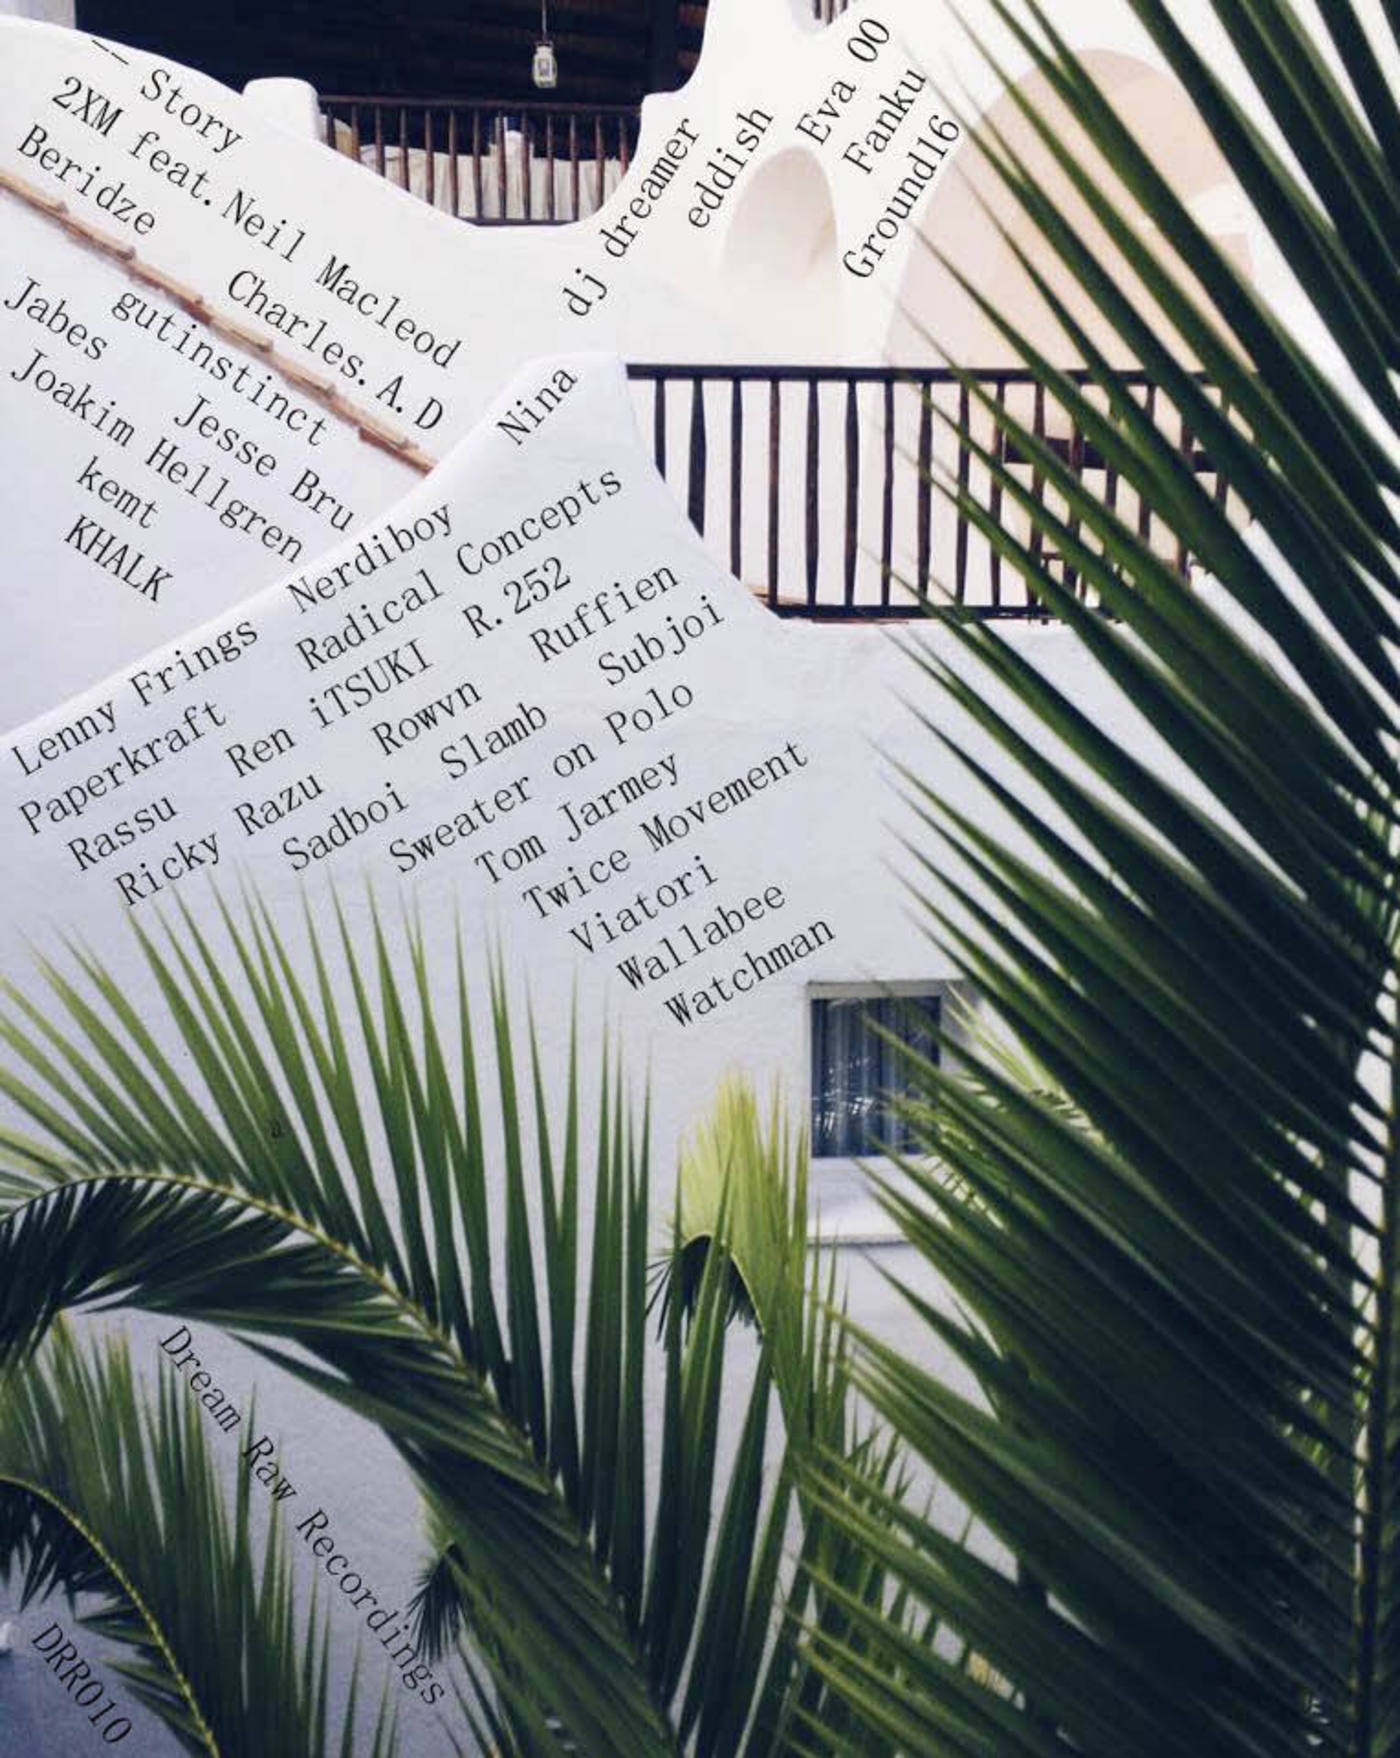 —— Story
2XM feat. Neil Macleod
Beridze Charles. A. D
gutinstinct
Jabes Jesse Bru
Joakim Hellgren
kemt
KHALK
dj dreamer
eddish
Eva 00
Fanku
Ground16
Nina
Lenny Frings Nerdiboy
Paperkraft Radical Concepts
Rassu Ren iTSUKI R.252
Ricky Razu Rowvn Ruffien
Sadboi Slamb Subjoi
Sweater on Polo
Tom Jarmey
Twice Movement
Viatori
Wallabee
Watchman
Dream Raw Recordings
DRR010